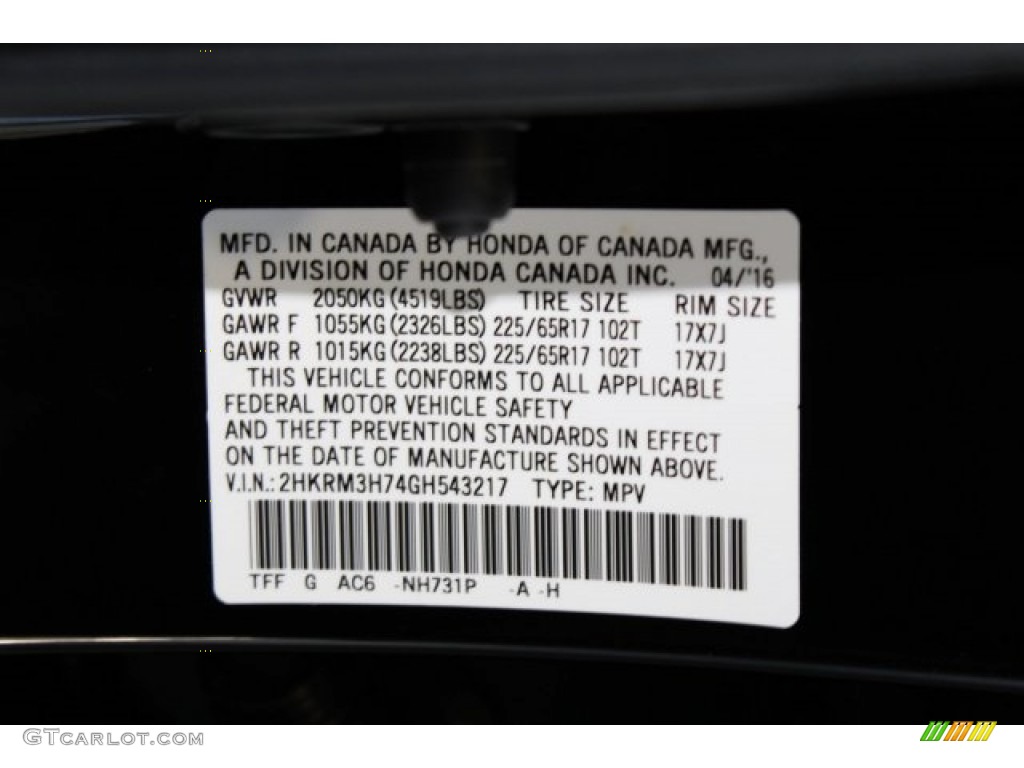 MFD. IN CANADA BY HONDA OF CANADA MFG.,
A DIVISION OF HONDA CANADA INC. 04/'16
GVWR 2050KG (4519LBS) TIRE SIZE RIM SIZE
GAWR F 1055KG (2326LBS) 225/65R17 102T 17X7J
GAWR R 1015KG (2238LBS) 225/65R17 102T 17X7J
THIS VEHICLE CONFORMS TO ALL APPLICABLE
FEDERAL MOTOR VEHICLE SAFETY
AND THEFT PREVENTION STANDARDS IN EFFECT
ON THE DATE OF MANUFACTURE SHOWN ABOVE.
V.I.N.: 2HKRM3H74GH543217 TYPE: MPV
TFF G AC6 -NH731P -A -H
GTCARLOT.COM